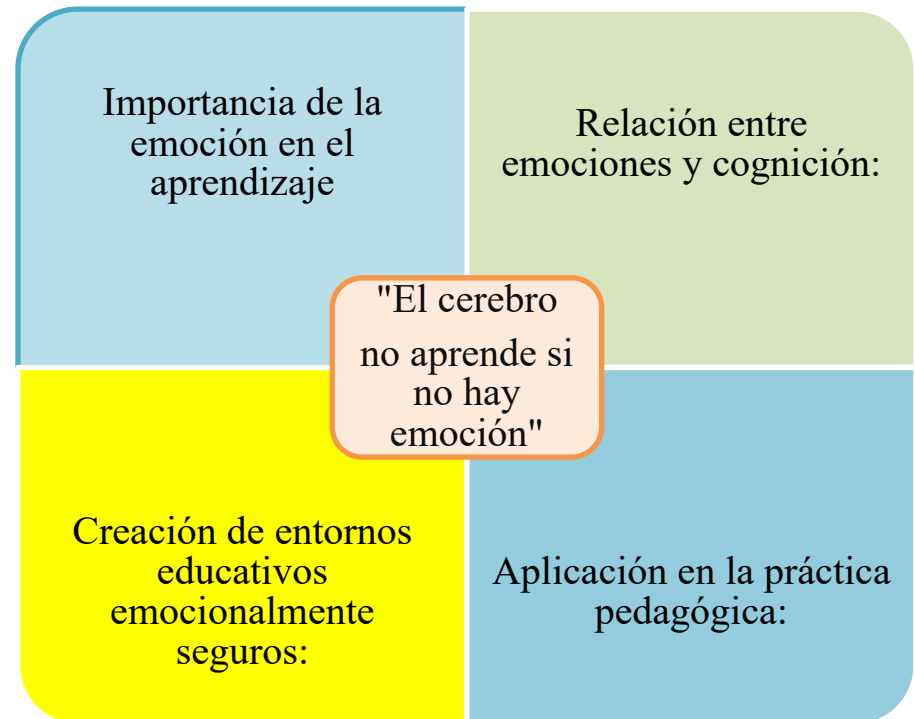 Importancia de la
emoción en el
aprendizaje
Relación entre
emociones y cognición:
"El cerebro
no aprende si
no hay
emoción"
Creación de entornos
educativos
emocionalmente
seguros:
Aplicación en la práctica
pedagógica: